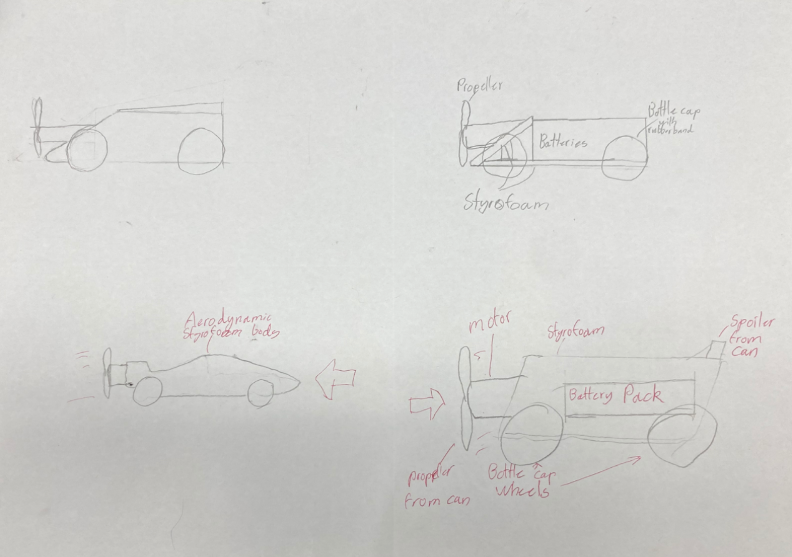 Propeller
Bottle cap
with
rubberband
Batteries
Styrofoam
Aerodynamic
Styrofoam body
motor
Styrofoam
Spoiler
from
can
Battery Pack
propeller
from can
Bottle cap
wheels